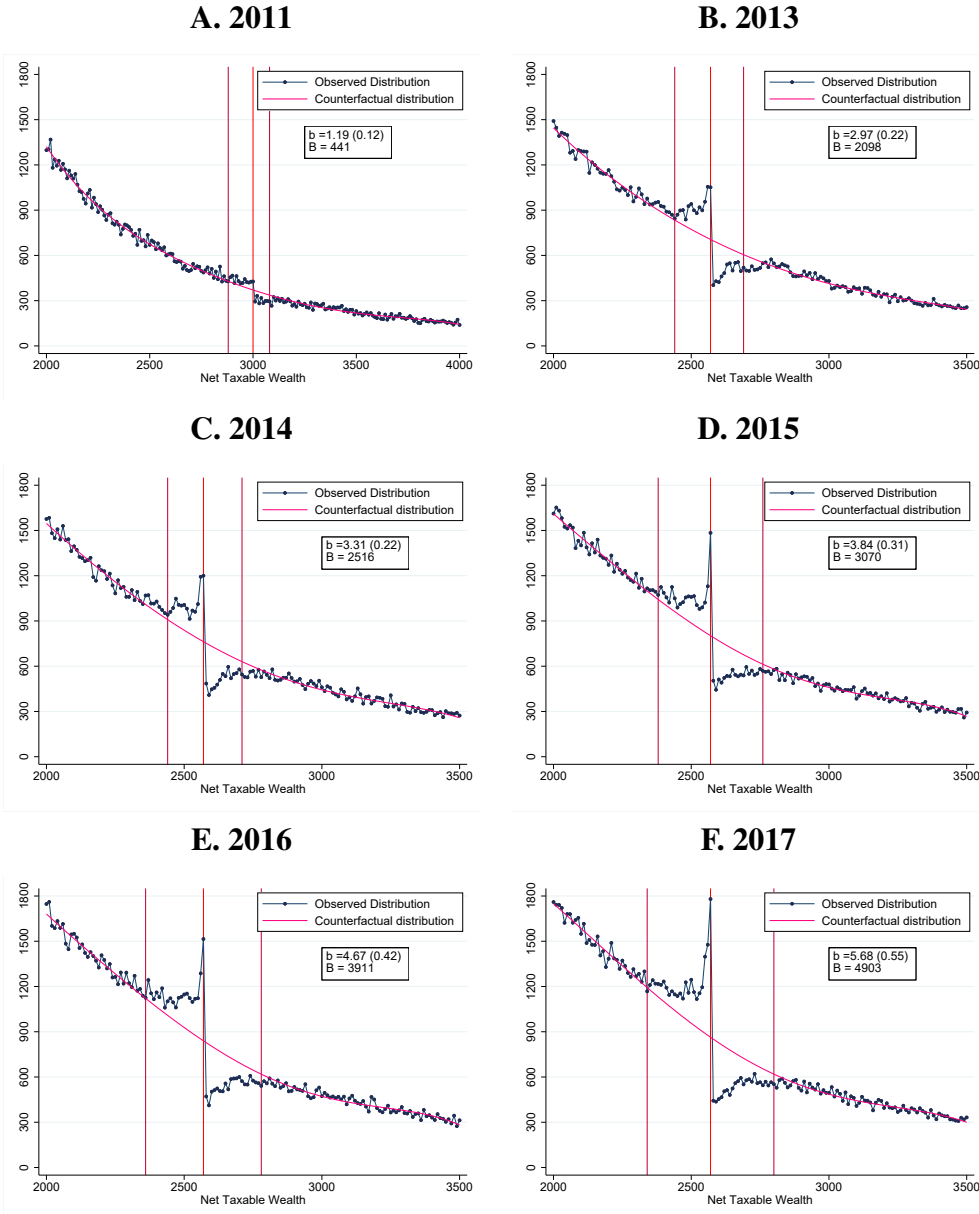 A. 2011
1800
1500
1200
900
600
300
0
Observed Distribution
Counterfactual distribution
b =1.19 (0.12)
B = 441
2000 2500 3000 3500 4000
Net Taxable Wealth
B. 2013
1800
1500
1200
900
600
300
0
Observed Distribution
Counterfactual distribution
b =2.97 (0.22)
B = 2098
2000 2500 3000 3500
Net Taxable Wealth
C. 2014
1800
1500
1200
900
600
300
0
Observed Distribution
Counterfactual distribution
b =3.31 (0.22)
B = 2516
2000 2500 3000 3500
Net Taxable Wealth
D. 2015
1800
1500
1200
900
600
300
0
Observed Distribution
Counterfactual distribution
b =3.84 (0.31)
B = 3070
2000 2500 3000 3500
Net Taxable Wealth
E. 2016
1800
1500
1200
900
600
300
0
Observed Distribution
Counterfactual distribution
b =4.67 (0.42)
B = 3911
2000 2500 3000 3500
Net Taxable Wealth
F. 2017
1800
1500
1200
900
600
300
0
Observed Distribution
Counterfactual distribution
b =5.68 (0.55)
B = 4903
2000 2500 3000 3500
Net Taxable Wealth